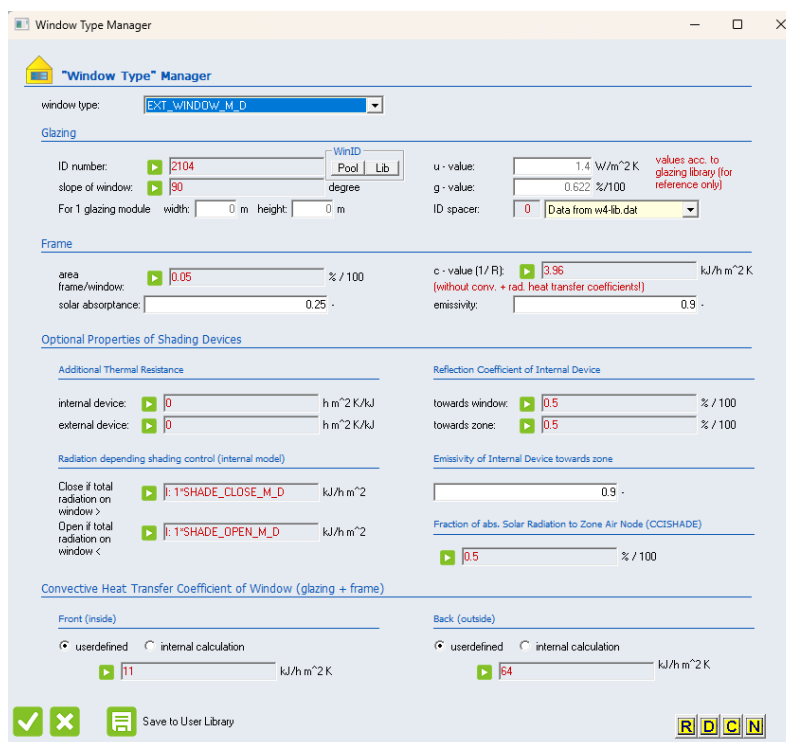 Window Type Manager
"Window Type" Manager
window type: EXT_WINDOW_M_D
Glazing
WinID
ID number: 2104 Pool Lib
slope of window: 90 degree
For 1 glazing module width: 0 m height: 0 m
u - value: 1.4 W/m^2 K
g - value: 0.622 %/100
values acc. to
glazing library (for
reference only)
ID spacer: 0 Data from w4-lib.dat
Frame
area
frame/window: 0.05 % / 100
solar absorptance: 0.25 -
c - value (1/ R): 3.96 kJ/h m^2 K
(without conv. + rad. heat transfer coefficients!)
emissivity: 0.9 -
Optional Properties of Shading Devices
Additional Thermal Resistance
internal device: 0 h m^2 K/kJ
external device: 0 h m^2 K/kJ
Reflection Coefficient of Internal Device
towards window: 0.5 % / 100
towards zone: 0.5 % / 100
Radiation depending shading control (internal model)
Close if total
radiation on
window > I: 1*SHADE_CLOSE_M_D kJ/h m^2
Open if total
radiation on
window < I: 1*SHADE_OPEN_M_D kJ/h m^2
Emissivity of Internal Device towards zone
0.9 -
Fraction of abs. Solar Radiation to Zone Air Node (CCISHADE)
0.5 % / 100
Convective Heat Transfer Coefficient of Window (glazing + frame)
Front (inside)
userdefined internal calculation
11 kJ/h m^2 K
Back (outside)
userdefined internal calculation
64 kJ/h m^2 K
Save to User Library
R D C N